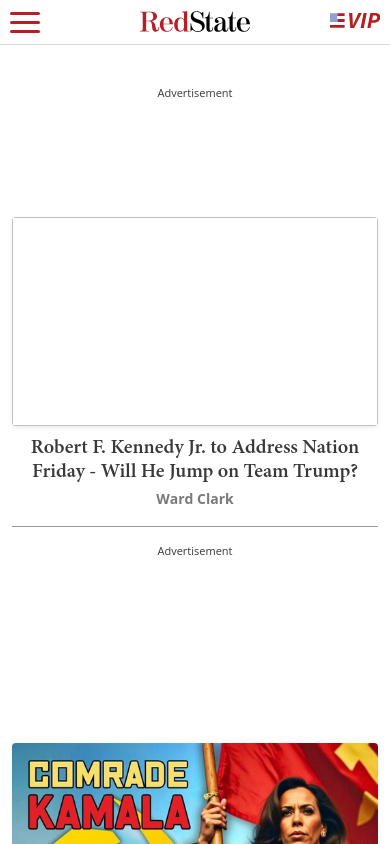 RedState
VIP
Advertisement
Robert F. Kennedy Jr. to Address Nation
Friday - Will He Jump on Team Trump?
Ward Clark
Advertisement
COMRADE
KAMALA